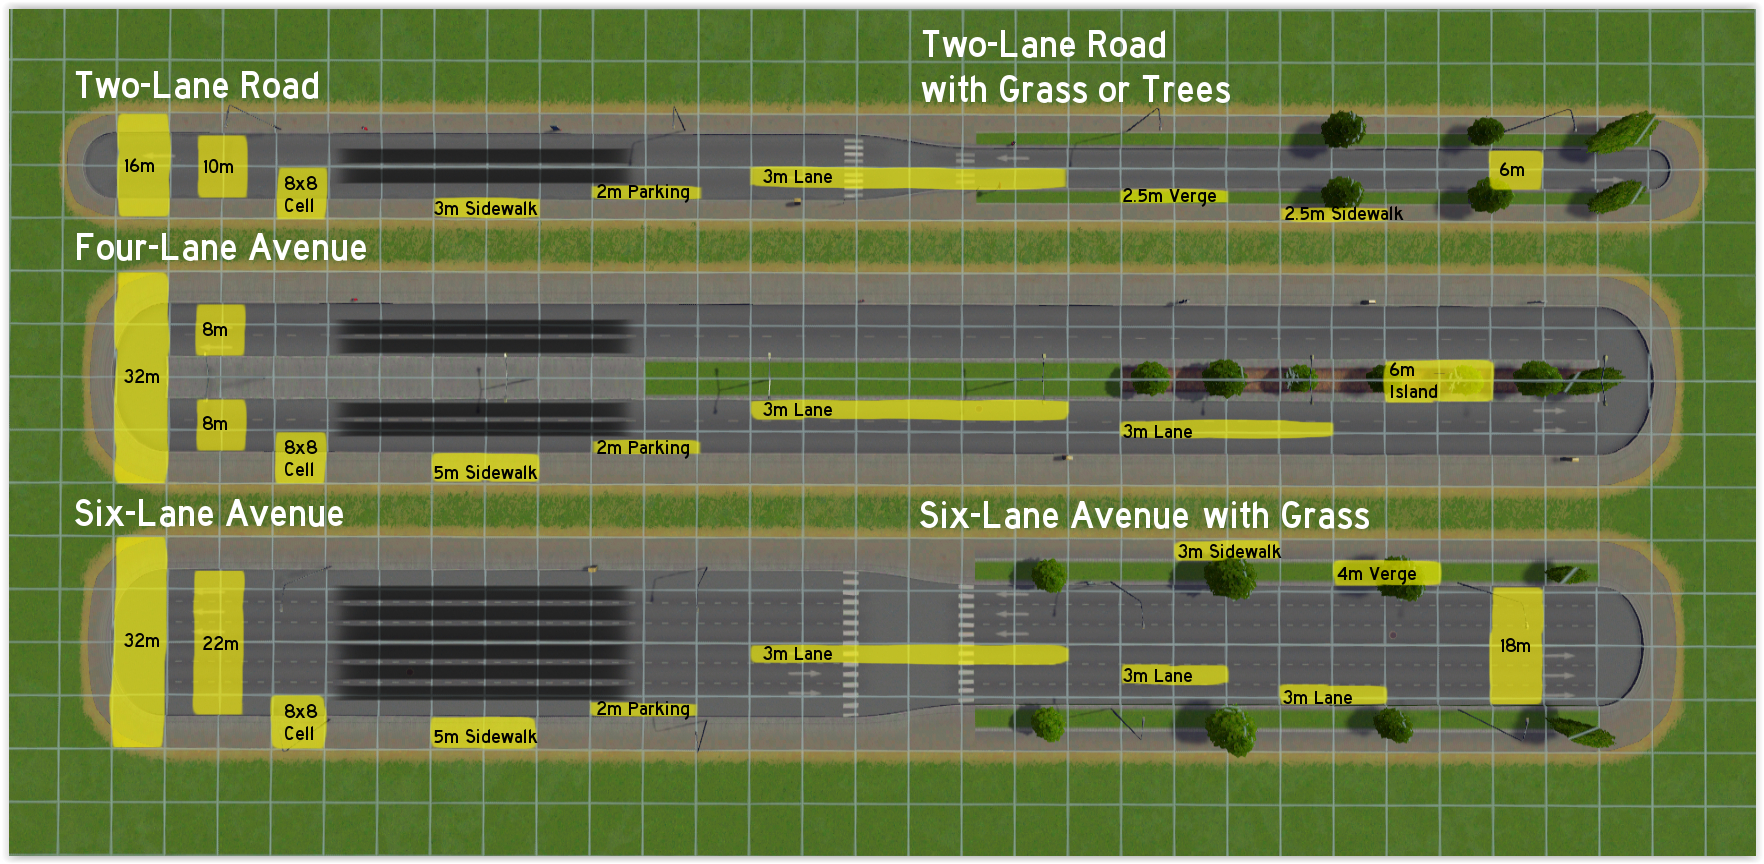 Two-Lane Road
Two-Lane Road
with Grass or Trees
16m
10m
8x8
Cell
3m Sidewalk
2m Parking
3m Lane
2.5m Verge
2.5m Sidewalk
6m
Four-Lane Avenue
32m
8m
8m
8x8
Cell
5m Sidewalk
2m Parking
3m Lane
3m Lane
6m
Island
Six-Lane Avenue
Six-Lane Avenue with Grass
32m
22m
8x8
Cell
5m Sidewalk
2m Parking
3m Lane
3m Sidewalk
4m Verge
3m Lane
3m Lane
18m